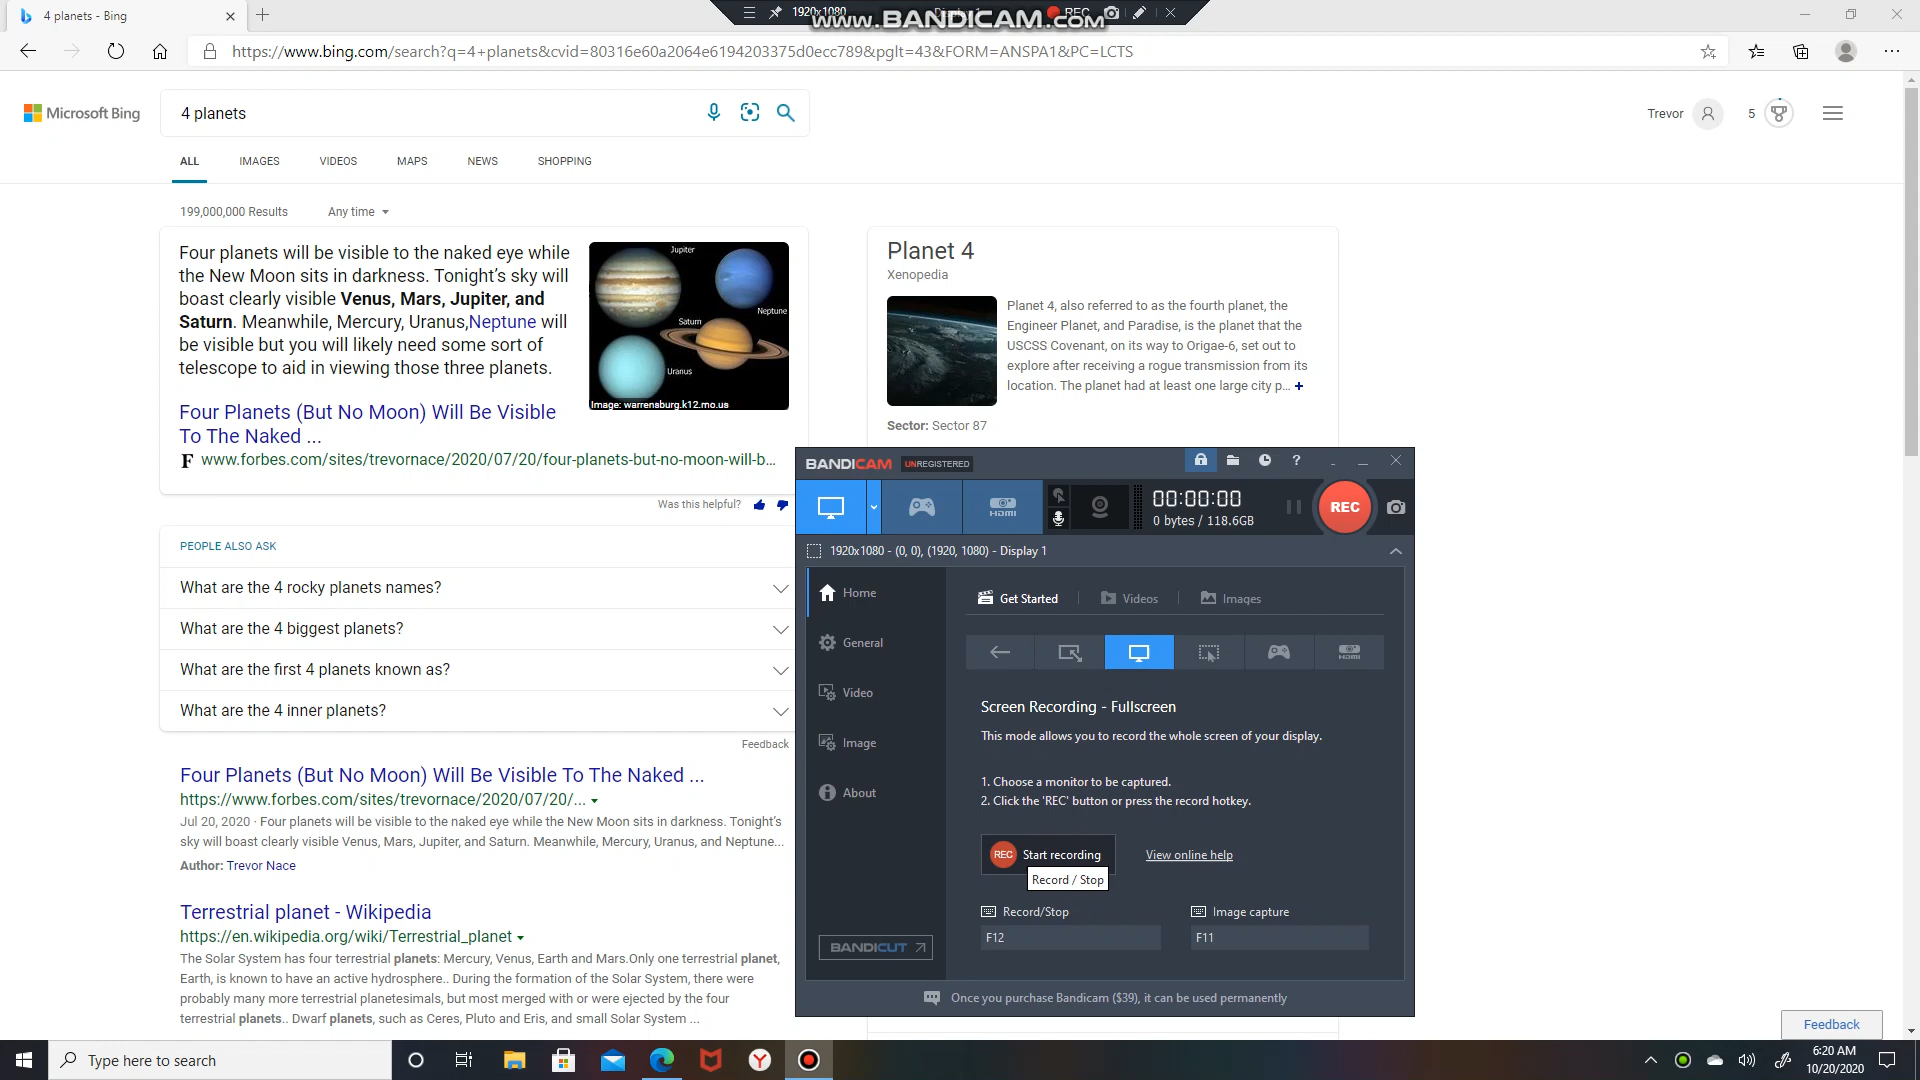 4 planets - Bing
1920x1080
REC
www.BANDICAM.com
https://www.bing.com/search?q=4+planets&cvid=80316e60a2064e6194203375d0ecc789&pglt=43&FORM=ANSPA1&PC=LCTS
Microsoft Bing
4 planets
Trevor
5
ALL
IMAGES
VIDEOS
MAPS
NEWS
SHOPPING
199,000,000 Results
Any time
Four planets will be visible to the naked eye while
the New Moon sits in darkness. Tonight's sky will
boast clearly visible Venus, Mars, Jupiter, and
Saturn. Meanwhile, Mercury, Uranus,Neptune will
be visible but you will likely need some sort of
telescope to aid in viewing those three planets.
Jupiter
Neptune
Saturn
Uranus
Image: warrensburg.k12.mo.us
Four Planets (But No Moon) Will Be Visible
To The Naked ...
F www.forbes.com/sites/trevornace/2020/07/20/four-planets-but-no-moon-will-b...
Was this helpful?
PEOPLE ALSO ASK
What are the 4 rocky planets names?
What are the 4 biggest planets?
What are the first 4 planets known as?
What are the 4 inner planets?
Feedback
Four Planets (But No Moon) Will Be Visible To The Naked ...
https://www.forbes.com/sites/trevornace/2020/07/20/...
Jul 20, 2020 · Four planets will be visible to the naked eye while the New Moon sits in darkness. Tonight's
sky will boast clearly visible Venus, Mars, Jupiter, and Saturn. Meanwhile, Mercury, Uranus, and Neptune...
Author: Trevor Nace
Terrestrial planet - Wikipedia
https://en.wikipedia.org/wiki/Terrestrial_planet
The Solar System has four terrestrial planets: Mercury, Venus, Earth and Mars.Only one terrestrial planet,
Earth, is known to have an active hydrosphere.. During the formation of the Solar System, there were
probably many more terrestrial planetesimals, but most merged with or were ejected by the four
terrestrial planets.. Dwarf planets, such as Ceres, Pluto and Eris, and small Solar System ...
Planet 4
Xenopedia
Planet 4, also referred to as the fourth planet, the
Engineer Planet, and Paradise, is the planet that the
USCSS Covenant, on its way to Origae-6, set out to
explore after receiving a rogue transmission from its
location. The planet had at least one large city p... +
Sector: Sector 87
BANDICAM UNREGISTERED
?
HDMI
00:00:00
0 bytes / 118.6GB
REC
1920x1080 - (0, 0), (1920, 1080) - Display 1
Home
General
Video
Image
About
BANDICUT
Get Started
Videos
Images
HDMI
Screen Recording - Fullscreen
This mode allows you to record the whole screen of your display.
1. Choose a monitor to be captured.
2. Click the 'REC' button or press the record hotkey.
REC Start recording
View online help
Record / Stop
Record/Stop
Image capture
F12
F11
Once you purchase Bandicam ($39), it can be used permanently
Feedback
Type here to search
6:20 AM
10/20/2020